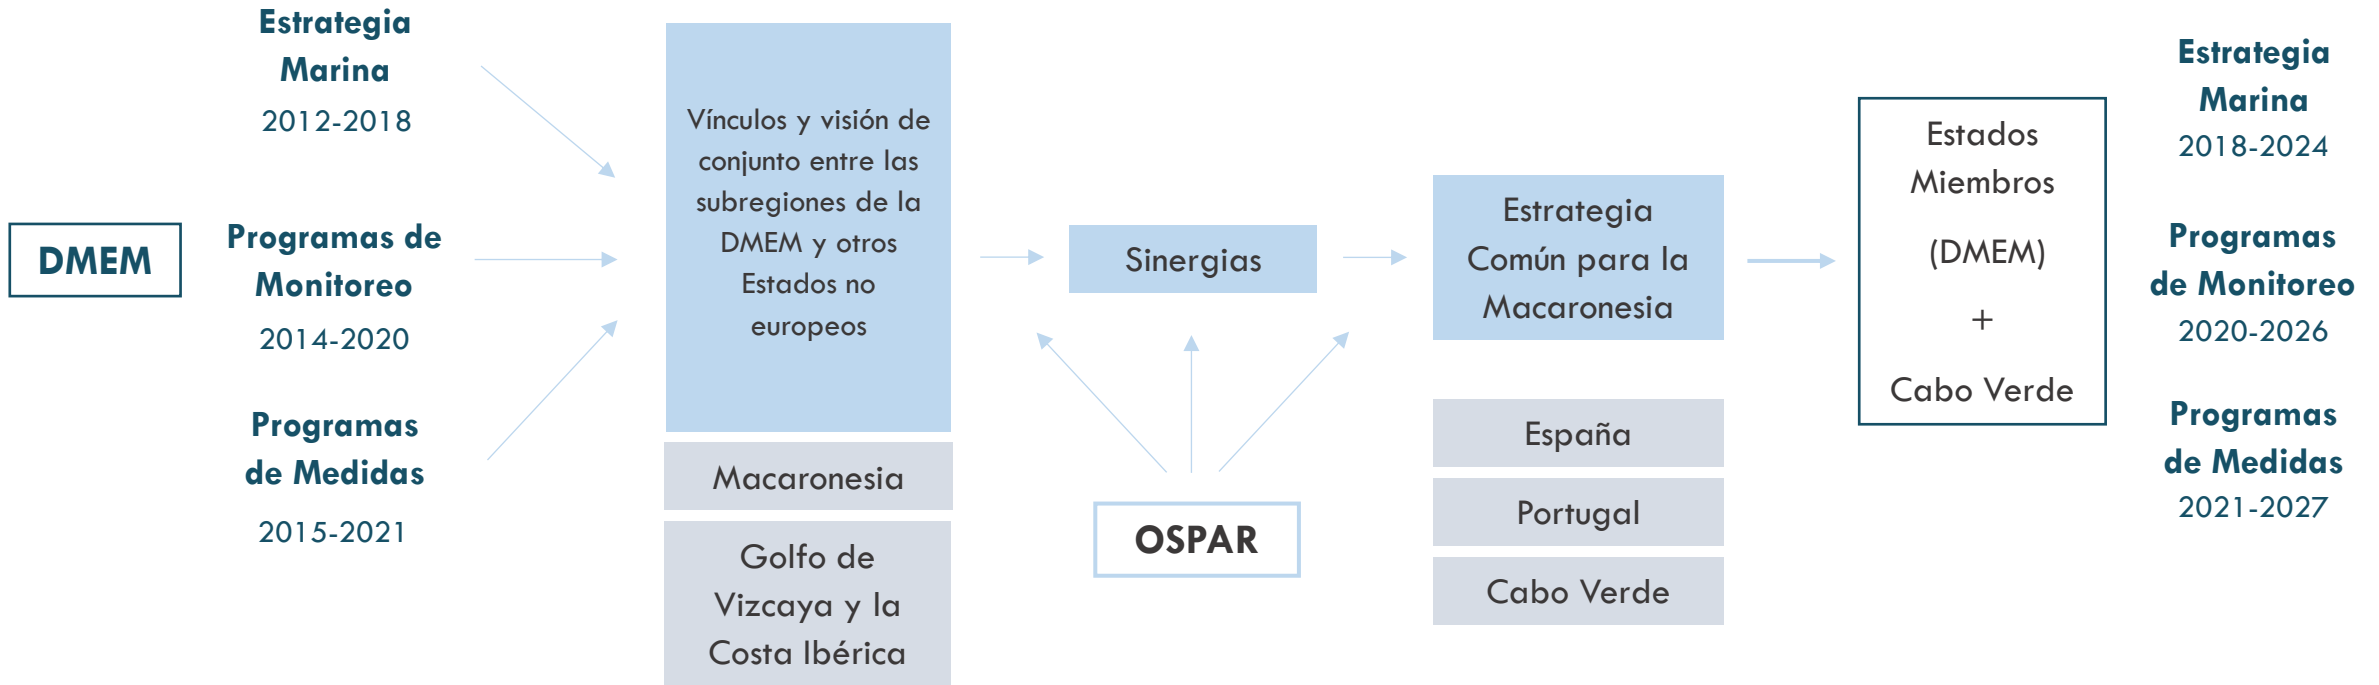 DMEM
Estrategia
Marina
2012-2018
Programas de
Monitoreo
2014-2020
Programas
de Medidas
2015-2021
Vínculos y visión de
conjunto entre las
subregiones de la
DMEM y otros
Estados no
europeos
Macaronesia
Golfo de
Vizcaya y la
Costa Ibérica
Sinergias
OSPAR
Estrategia
Común para la
Macaronesia
España
Portugal
Cabo Verde
Estados
Miembros
(DMEM)
+
Cabo Verde
Estrategia
Marina
2018-2024
Programas
de Monitoreo
2020-2026
Programas
de Medidas
2021-2027